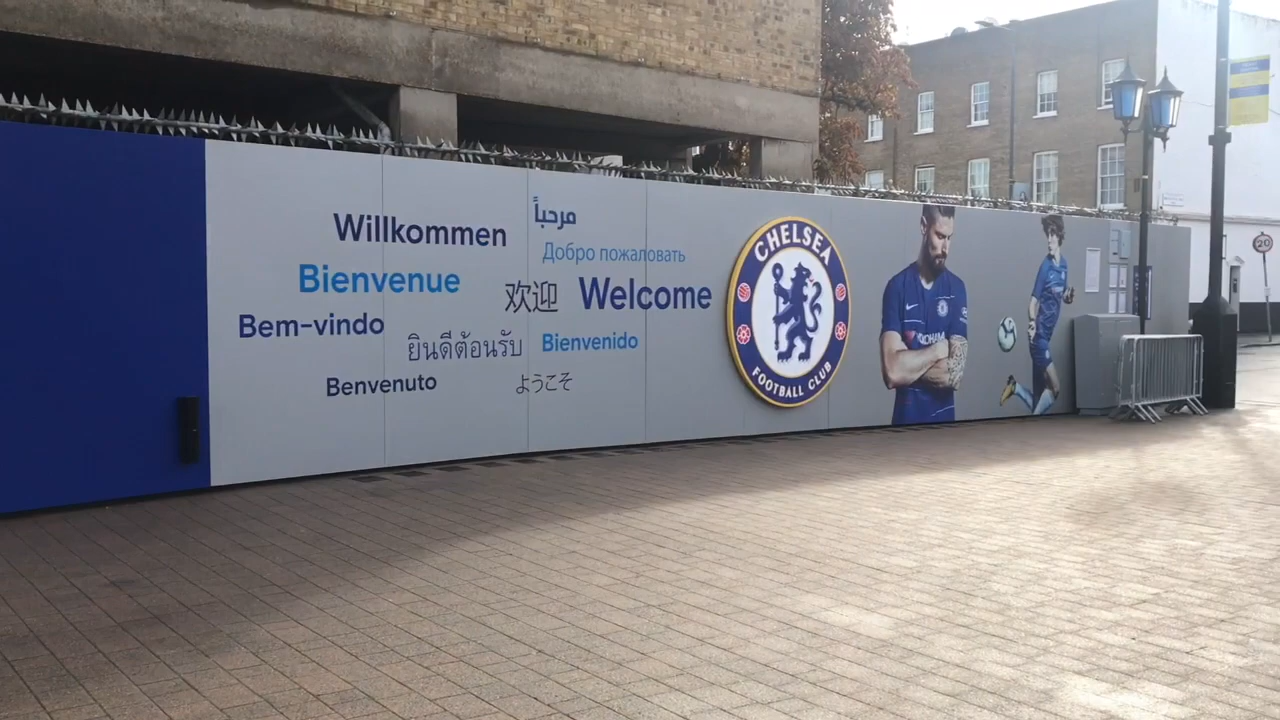 Willkommen
مرحباً
Добро пожаловать
Bienvenue
欢迎
Welcome
Bem-vindo
ยินดีต้อนรับ
Bienvenido
Benvenuto
ようこそ
CHELSEA
FOOTBALL CLUB
20